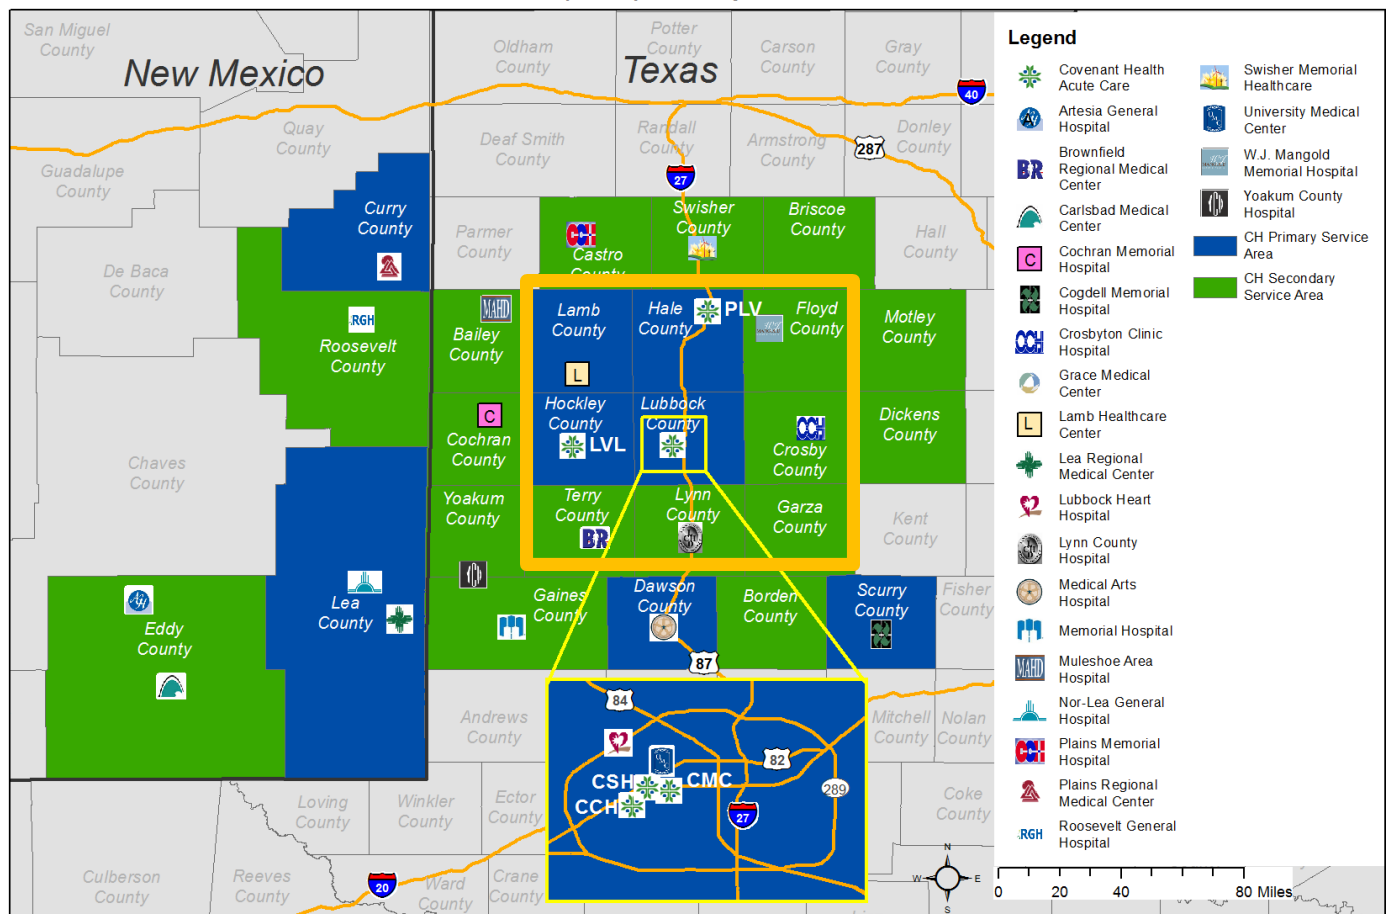 San Miguel
County
New Mexico
Oldham
County
Potter
County
Texas
Carson
County
Gray
County
40
Quay
County
Guadalupe
County
Deaf Smith
County
Randall
County
Armstrong
County
Donley
County
287
27
Curry
County
De Baca
County
Parmer
County
CCH
Castro
County
Swisher
County
Briscoe
County
Hall
County
RGH
Roosevelt
County
MAHD
Bailey
County
Lamb
County
L
Hale
County
PLV
Floyd
County
Motley
County
C
Cochran
County
Hockley
County
LVL
Lubbock
County
CCH
Crosby
County
Dickens
County
Chaves
County
Yoakum
County
Terry
County
BR
Lynn
County
Garza
County
Kent
County
Eddy
County
Lea
County
Gaines
County
Dawson
County
Borden
County
Scurry
County
Fisher
County
87
Andrews
County
Mitchell
County
Nolan
County
84
82
CSH
CMC
CCH
289
27
Loving
County
Winkler
County
Ector
County
Coke
County
Culberson
County
Reeves
County
20
Ward
County
Crane
County
N
W
E
S
0 20 40 80 Miles
Legend
Covenant Health
Acute Care
Artesia General
Hospital
BR
Brownfield
Regional Medical
Center
Carlsbad Medical
Center
C
Cochran Memorial
Hospital
Cogdell Memorial
Hospital
CCH
Crosbyton Clinic
Hospital
Grace Medical
Center
L
Lamb Healthcare
Center
Lea Regional
Medical Center
Lubbock Heart
Hospital
Lynn County
Hospital
Medical Arts
Hospital
Memorial Hospital
MAHD
Muleshoe Area
Hospital
Nor-Lea General
Hospital
CCH
Plains Memorial
Hospital
Plains Regional
Medical Center
RGH
Roosevelt General
Hospital
Swisher Memorial
Healthcare
University Medical
Center
W.J. Mangold
Memorial Hospital
Yoakum County
Hospital
CH Primary Service
Area
CH Secondary
Service Area